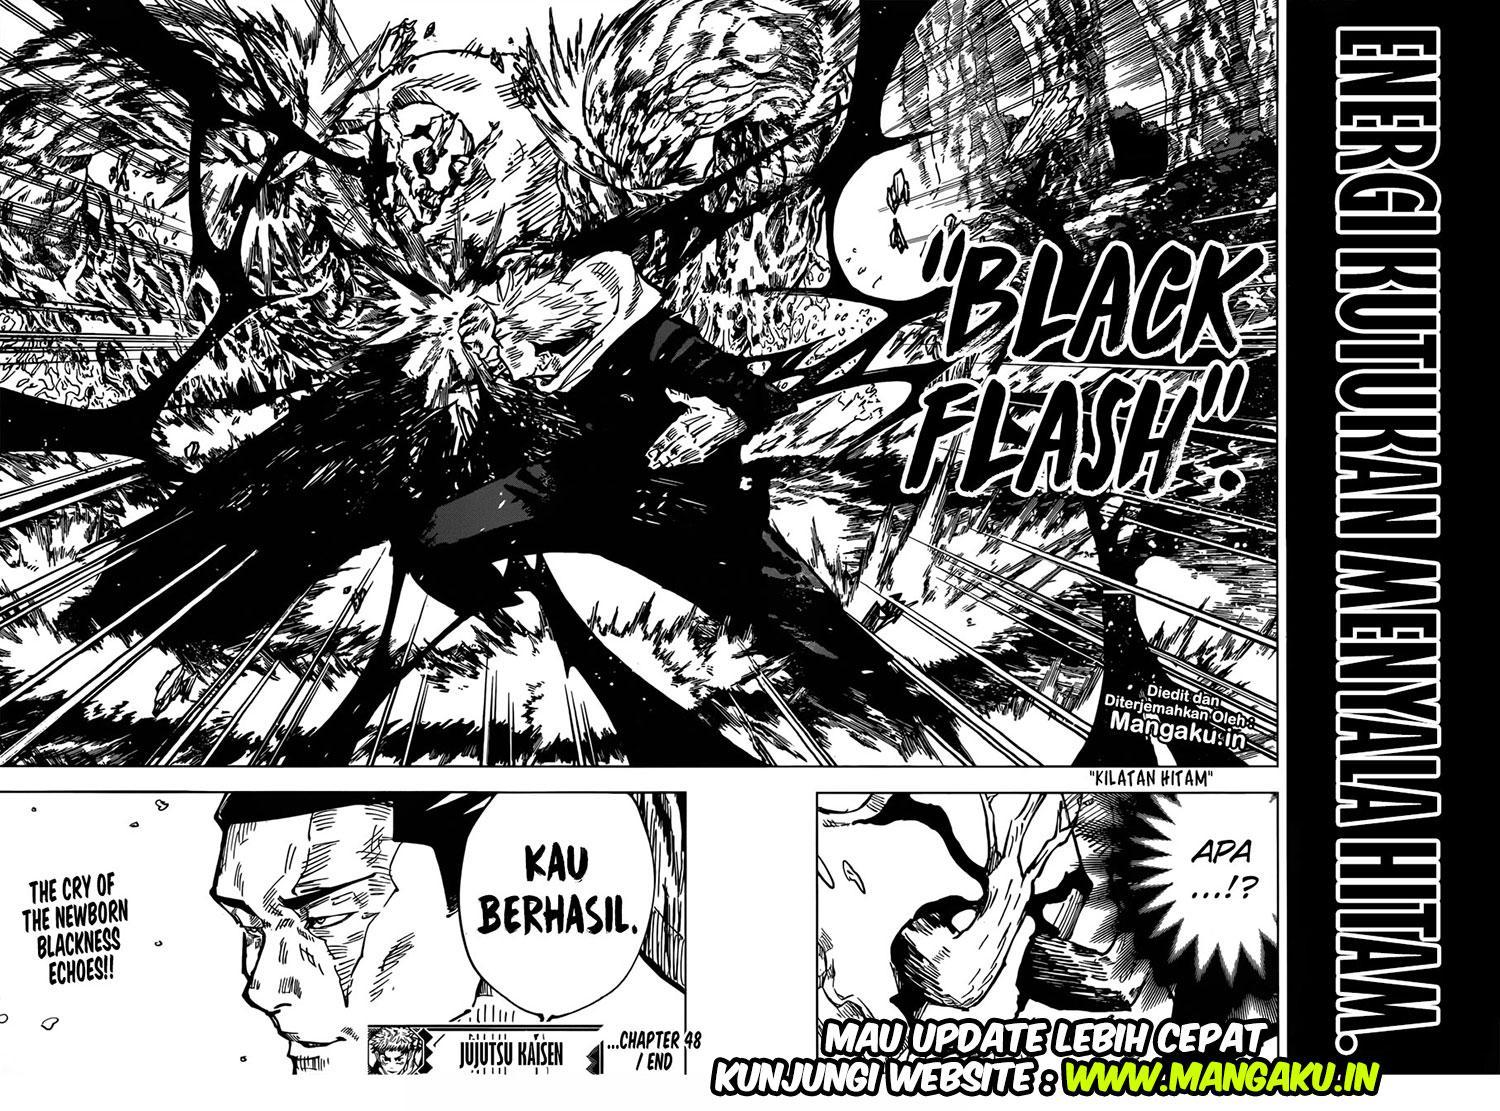 ENERGI KUTUKAN MENYALA HITAM.
"BLACK
FLASH".
Diedit dan
Diterjemahkan Oleh :
Mangaku.in
"KILATAN HITAM"
APA
...!?
KAU
BERHASIL.
THE CRY OF
THE NEWBORN
BLACKNESS
ECHOES!!
JUJUTSU KAISEN
...CHAPTER 48
/ END
MAU UPDATE LEBIH CEPAT
KUNJUNGI WEBSITE : WWW.MANGAKU.IN